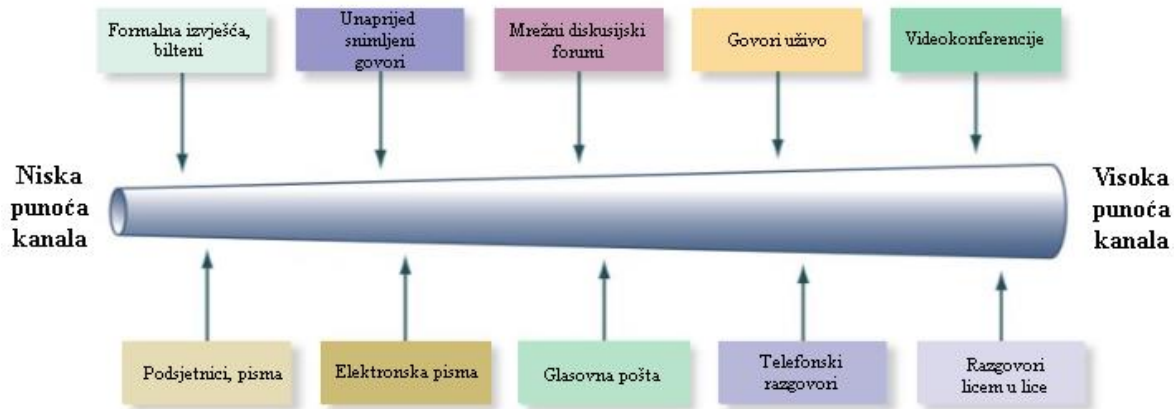 Formalna izvješća,
bilteni
Unaprijed
snimljeni
govori
Mrežni diskusijski
forumi
Govori uživo
Videokonferencije
Niska
punoća
kanala
Visoka
punoća
kanala
Podsjetnici, pisma
Elektronska pisma
Glasovna pošta
Telefonski
razgovori
Razgovori
licem u lice